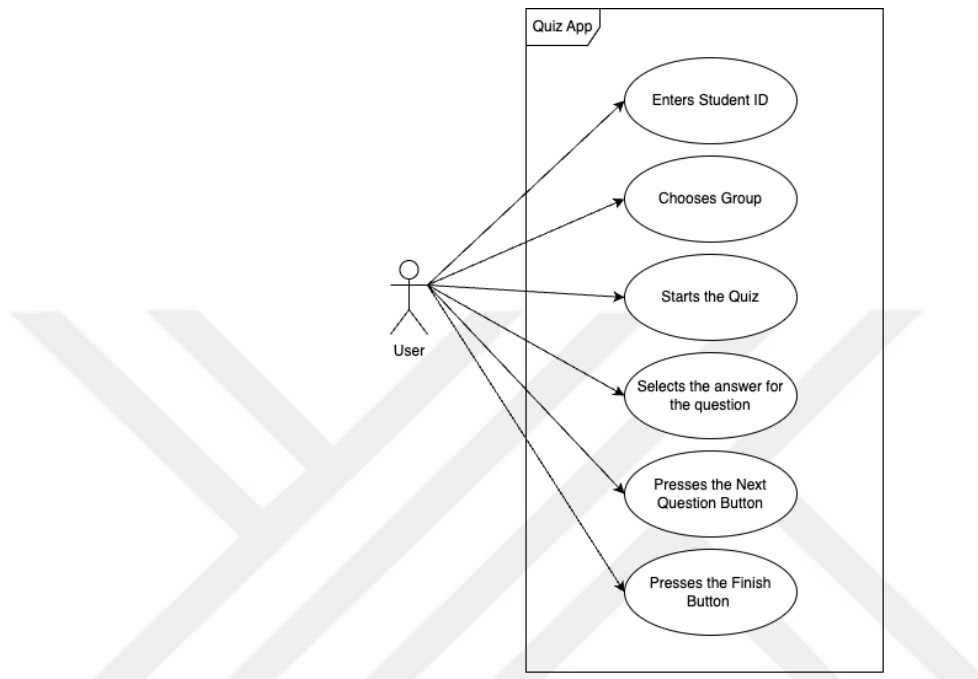 Quiz App
Enters Student ID
Chooses Group
Starts the Quiz
User
Selects the answer for
the question
Presses the Next
Question Button
Presses the Finish
Button